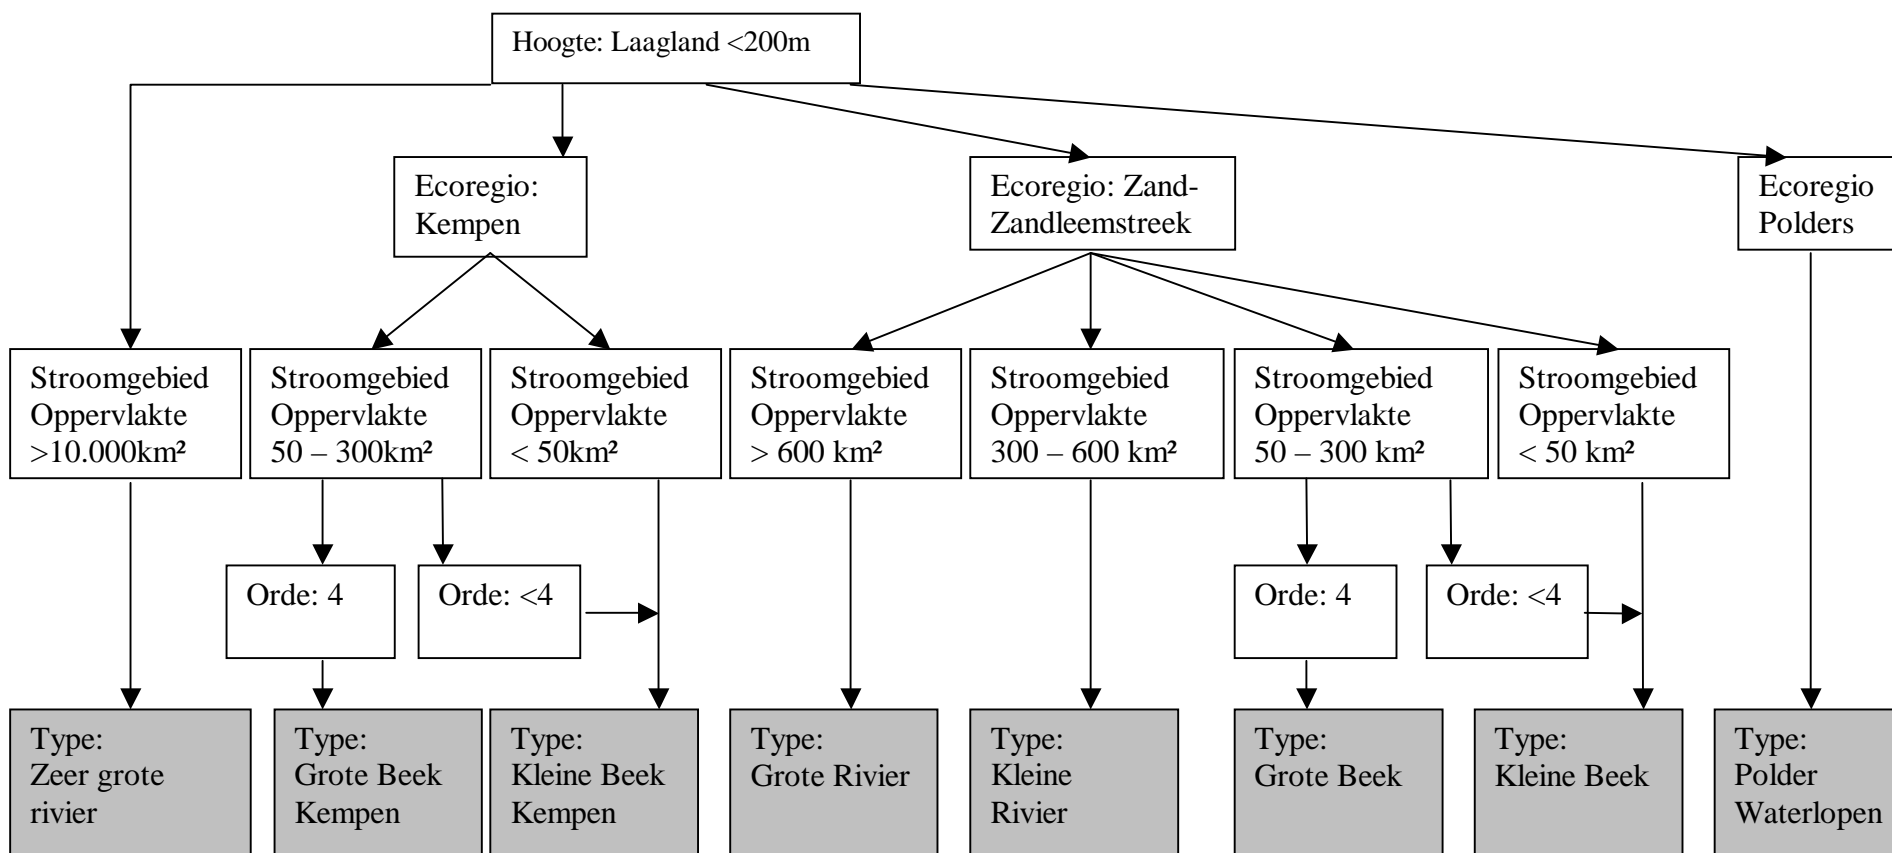 Hoogte: Laagland <200m
Ecoregio:
Kempen
Ecoregio: Zand-
Zandleemstreek
Ecoregio
Polders
Stroomgebied
Oppervlakte
>10.000km²
Stroomgebied
Oppervlakte
50 – 300km²
Stroomgebied
Oppervlakte
< 50km²
Stroomgebied
Oppervlakte
> 600 km²
Stroomgebied
Oppervlakte
300 – 600 km²
Stroomgebied
Oppervlakte
50 – 300 km²
Stroomgebied
Oppervlakte
< 50 km²
Orde: 4
Orde: <4
Orde: 4
Orde: <4
Type:
Zeer grote
rivier
Type:
Grote Beek
Kempen
Type:
Kleine Beek
Kempen
Type:
Grote Rivier
Type:
Kleine
Rivier
Type:
Grote Beek
Type:
Kleine Beek
Type:
Polder
Waterlopen